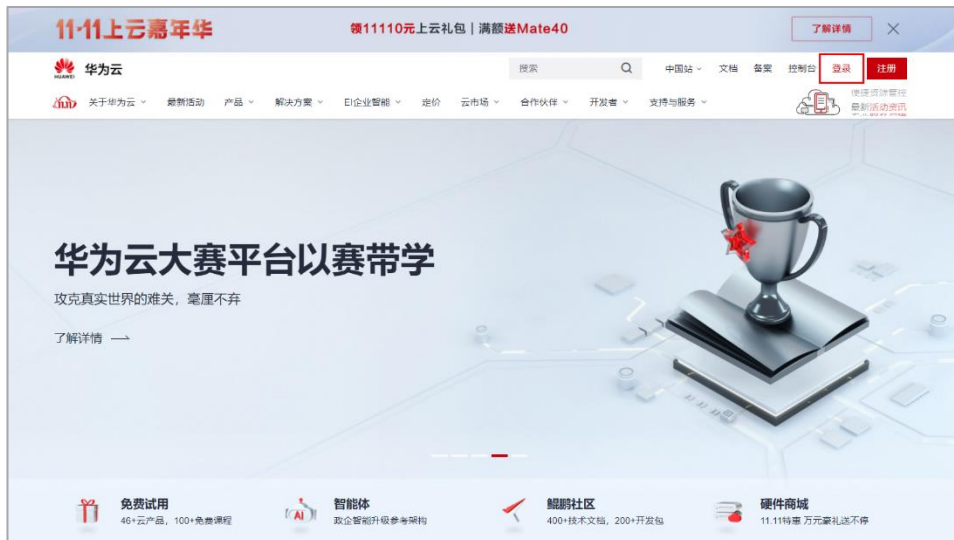 11·11上云嘉年华
领11110元上云礼包 | 满额送Mate40
了解详情
HUAWEI
华为云
搜索
中国站
文档
备案
控制台
登录
注册
关于华为云
最新活动
产品
解决方案
EI企业智能
定价
云市场
合作伙伴
开发者
支持与服务
便捷资源管控
最新活动资讯
华为云大赛平台以赛带学
攻克真实世界的难关，毫厘不弃
了解详情
免费试用
46+云产品，100+免费课程
AI
智能体
政企智能升级参考架构
鲲鹏社区
400+技术文档，200+开发包
硬件商城
11.11特惠 万元豪礼送不停